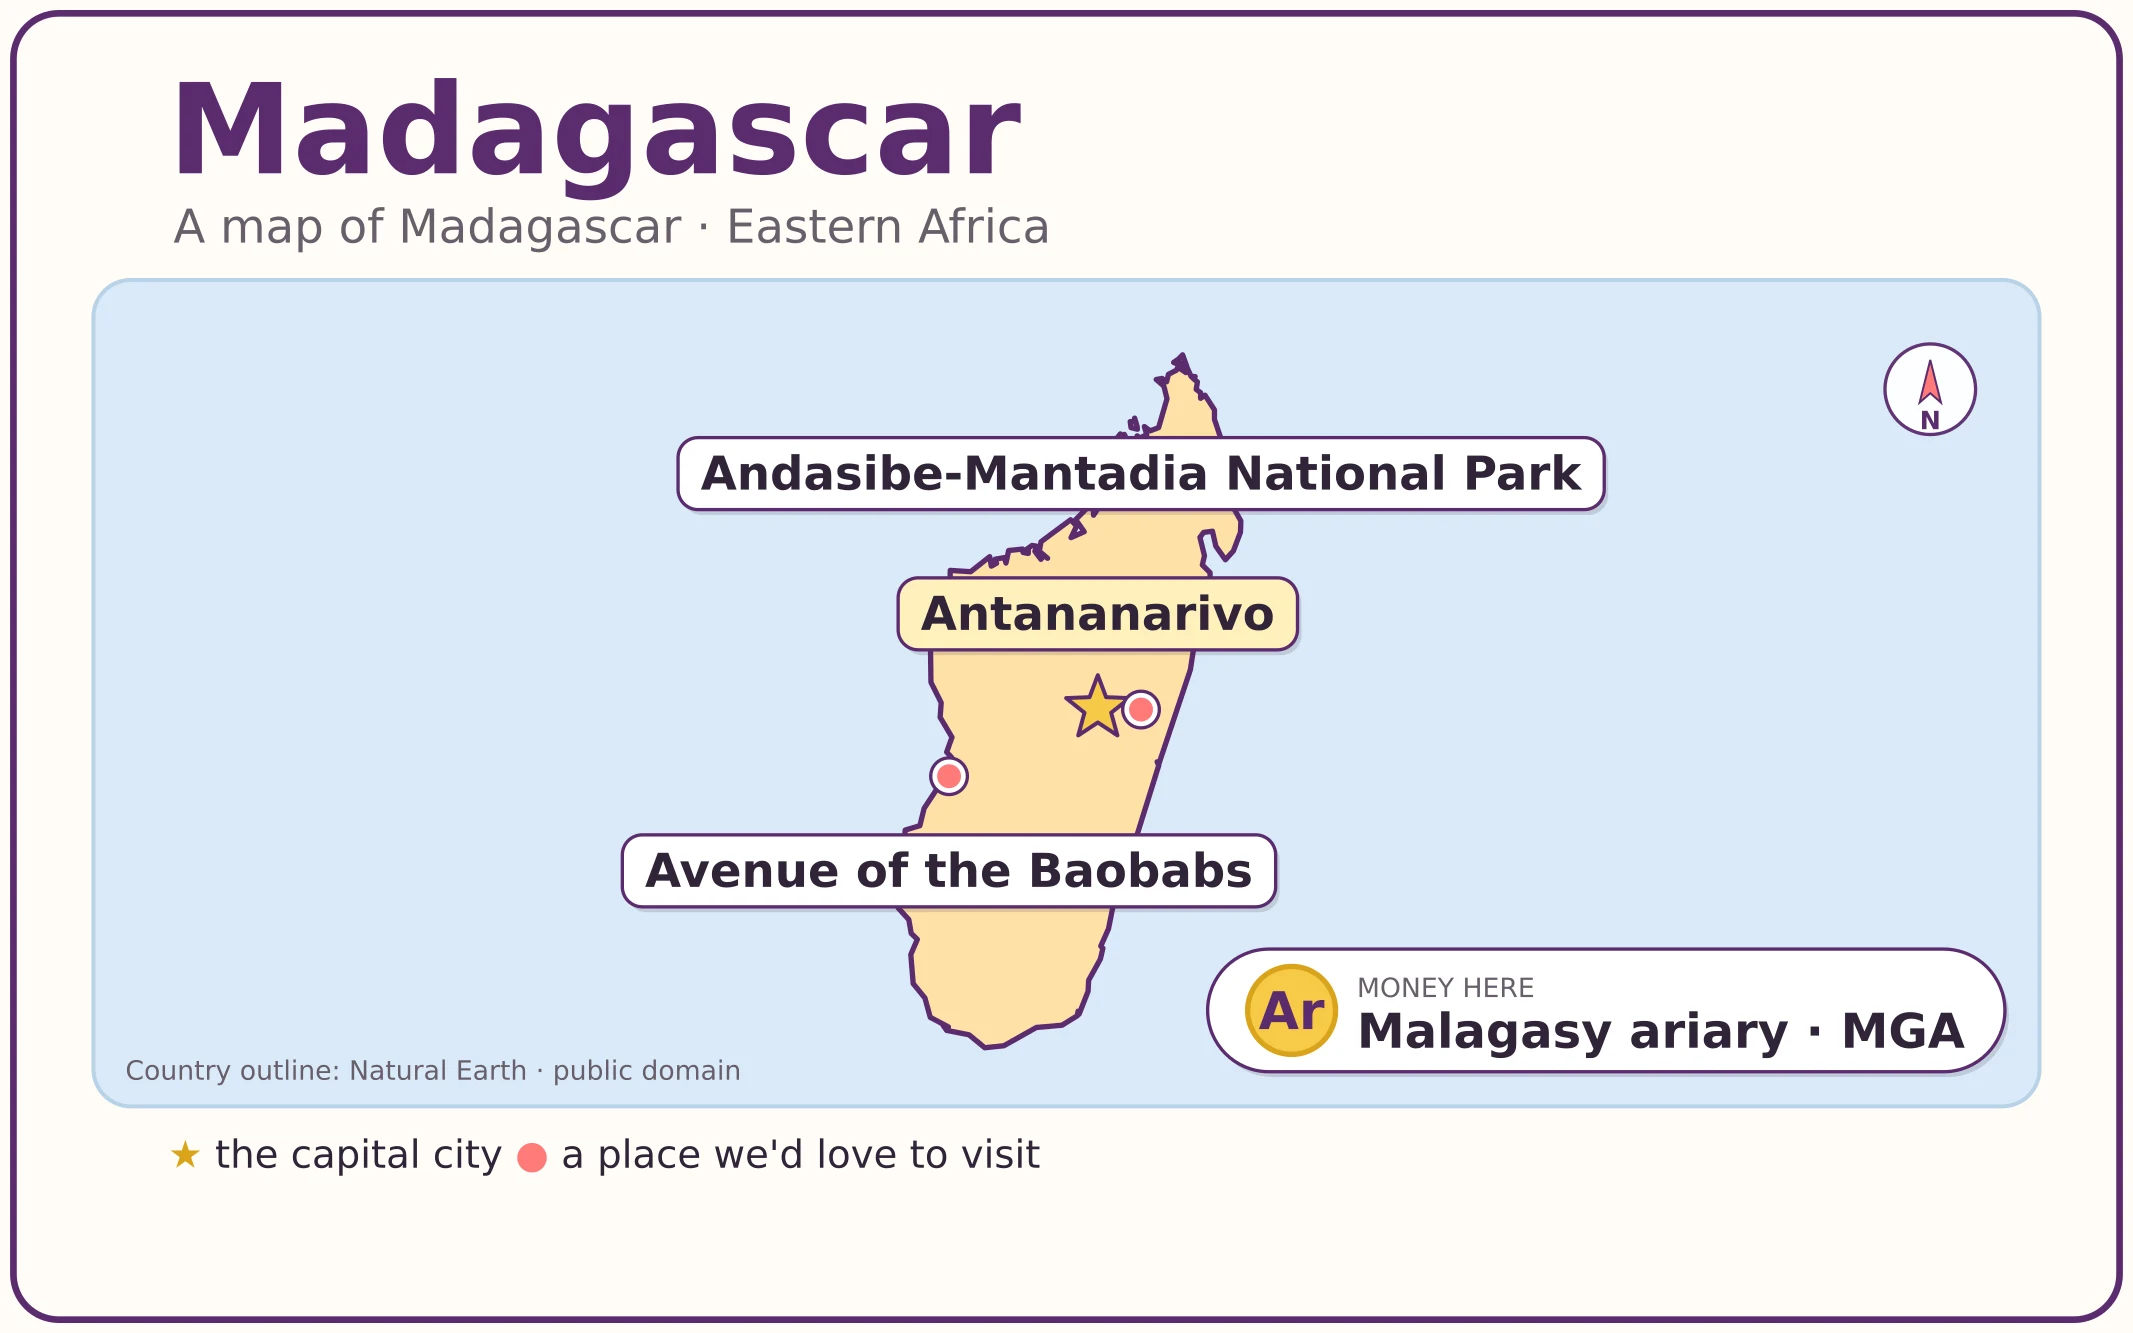 Madagascar
A map of Madagascar · Eastern Africa
N
Andasibe-Mantadia National Park
Antananarivo
Avenue of the Baobabs
Ar
MONEY HERE
Malagasy ariary · MGA
Country outline: Natural Earth · public domain
★ the capital city ● a place we'd love to visit